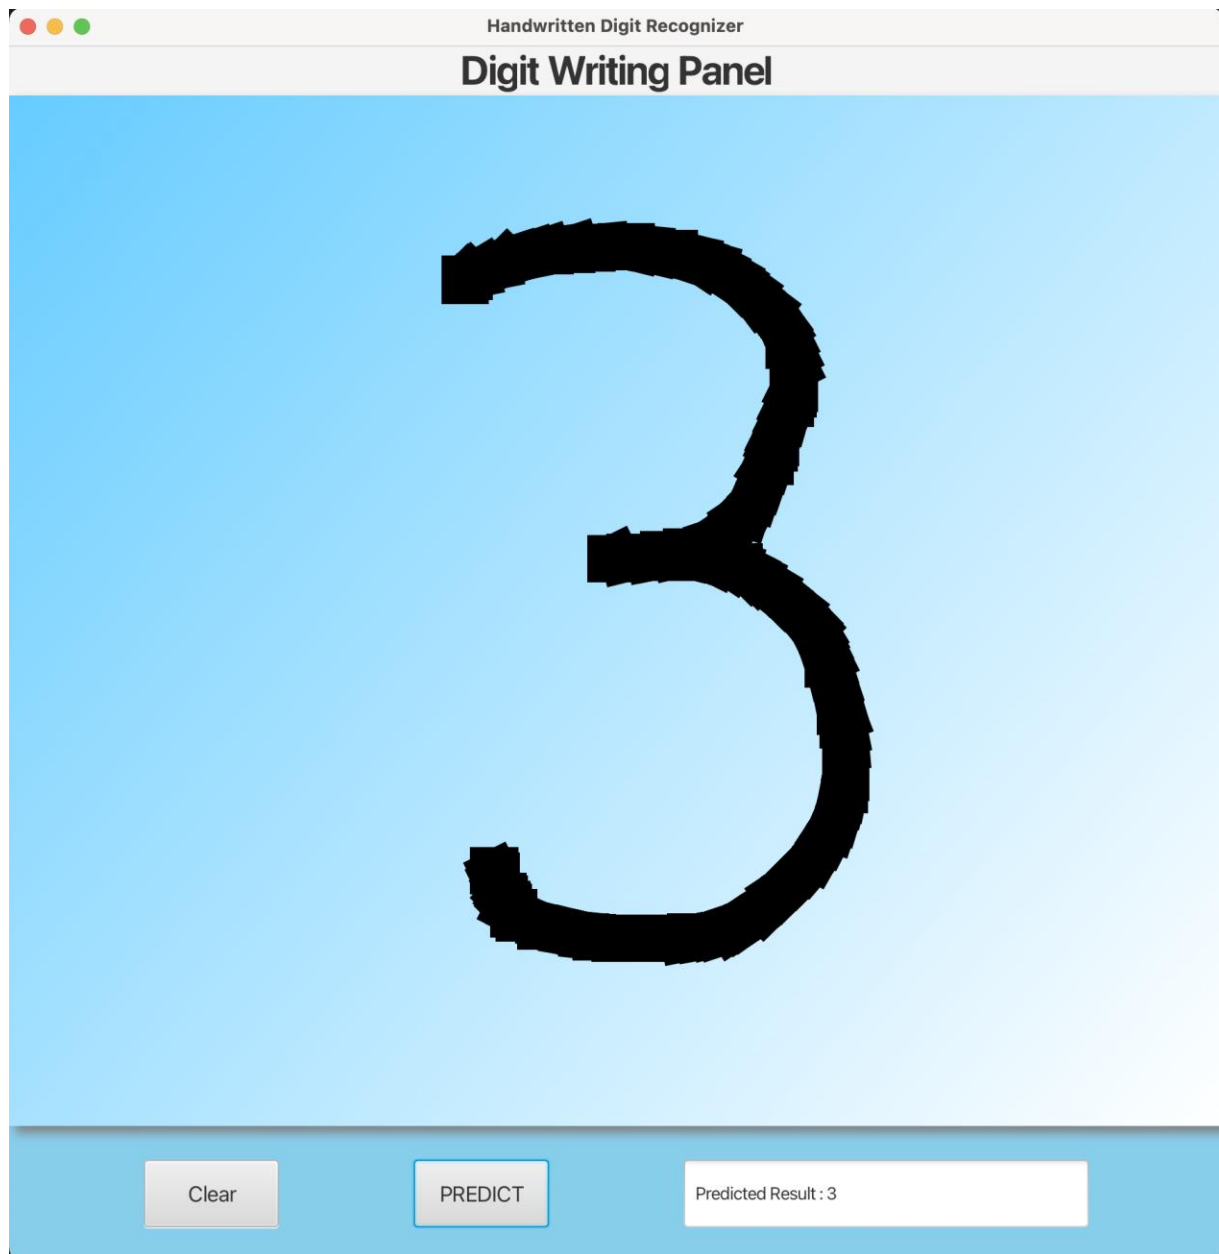 Handwritten Digit Recognizer
Digit Writing Panel
3
Clear
PREDICT
Predicted Result : 3